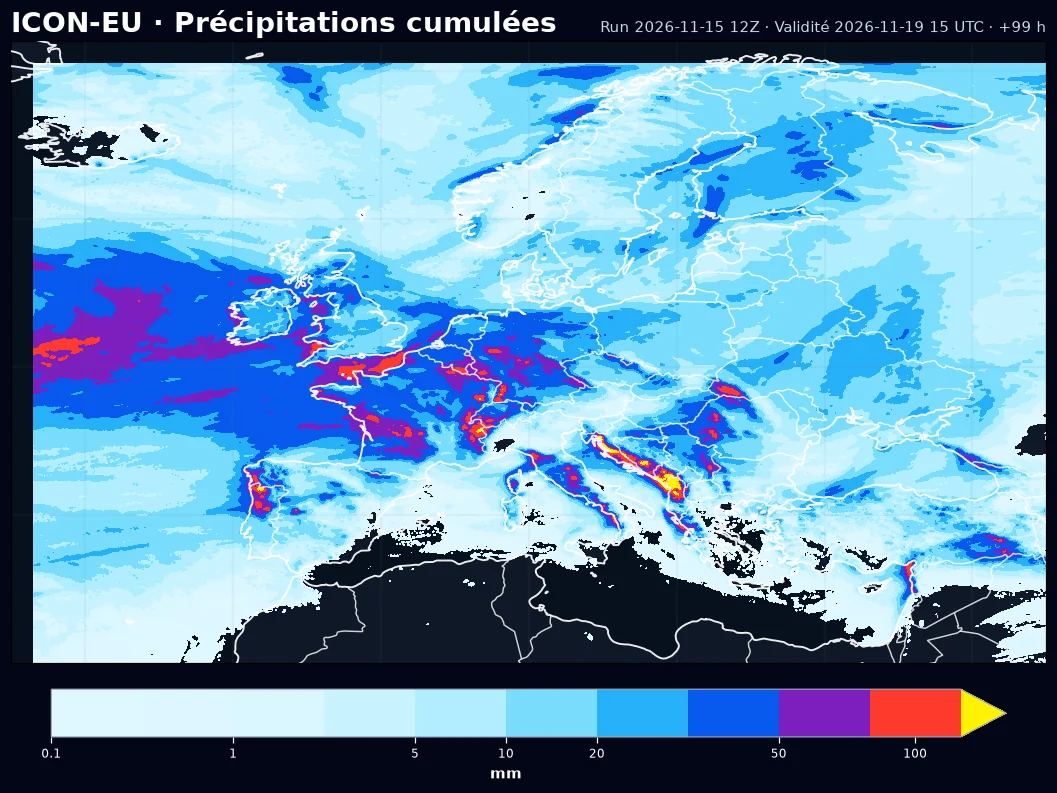 ICON-EU · Précipitations cumulées
Run 2026-11-15 12Z · Validité 2026-11-19 15 UTC · +99 h
0.1 1 5 10 20 50 100
mm